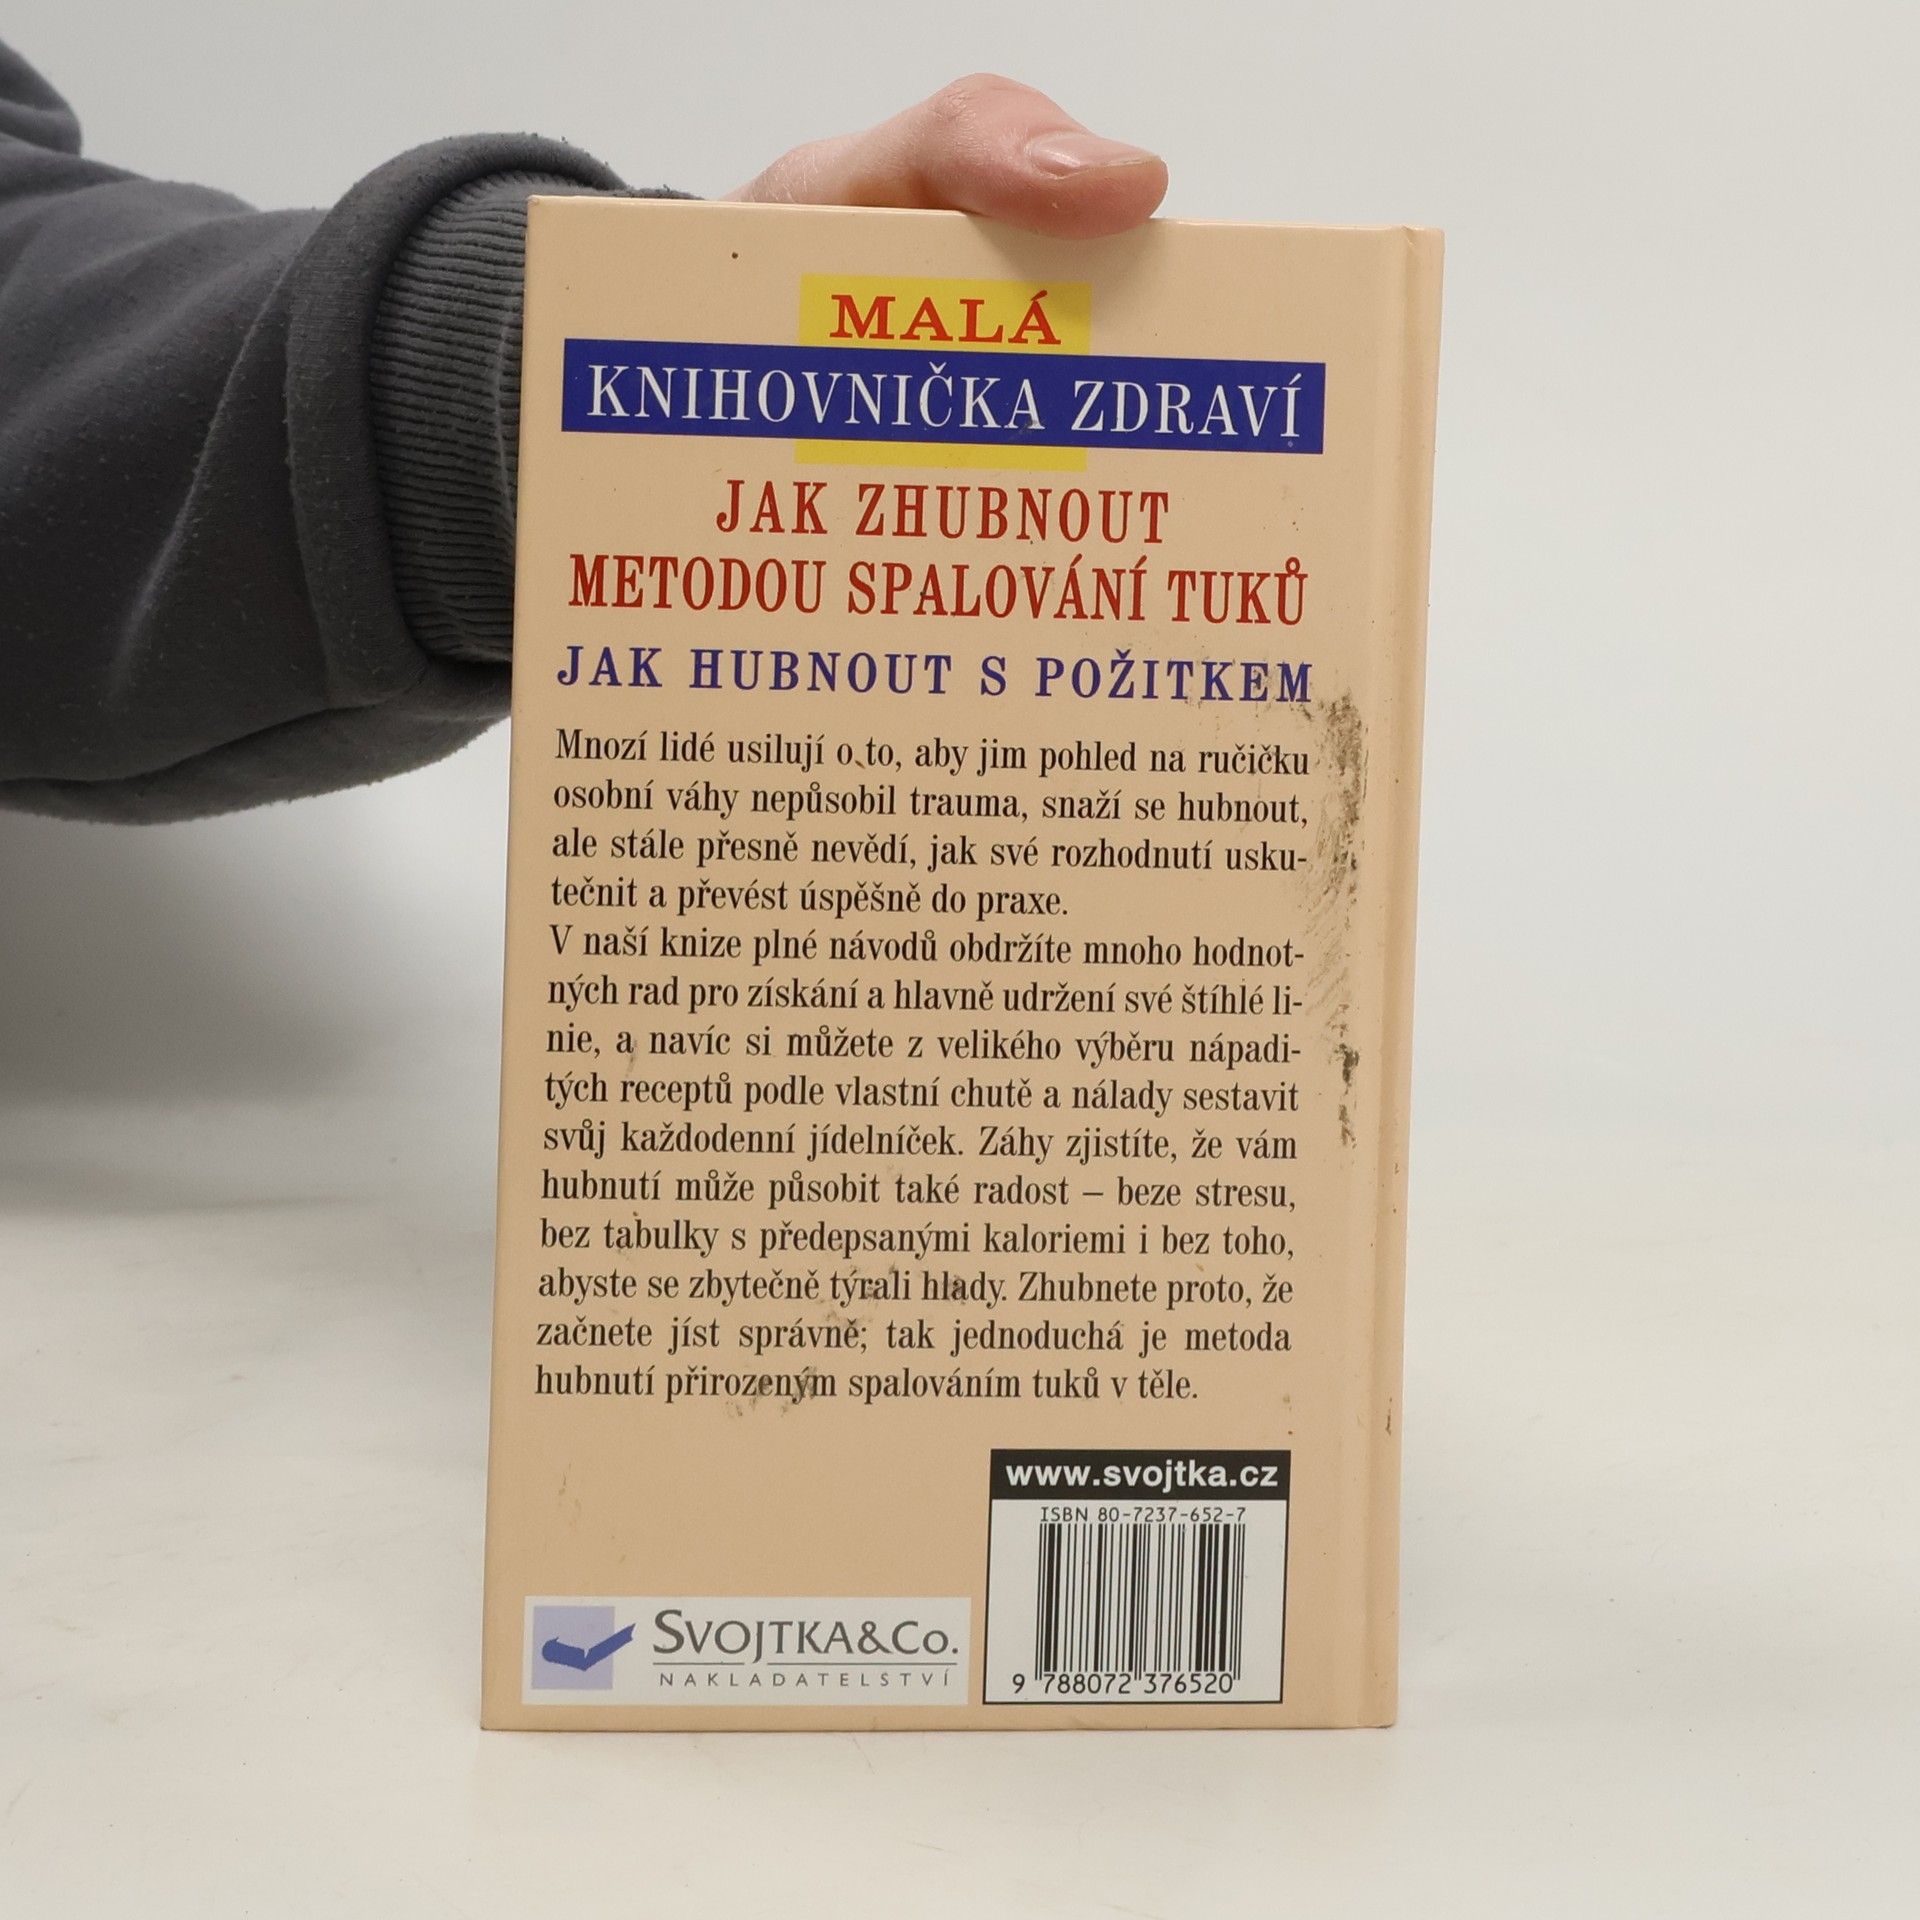 MALÁ
KNIHOVNIČKA ZDRAVÍ
JAK ZHUBNOUT
METODOU SPALOVÁNÍ TUKŮ
JAK HUBNOUT S POŽITKEM
Mnozí lidé usilují o to, aby jim pohled na ručičku
osobní váhy nepůsobil trauma, snaží se hubnout,
ale stále přesně nevědí, jak své rozhodnutí usku-
tečnit a převést úspěšně do praxe.
V naší knize plné návodů obdržíte mnoho hodnot-
ných rad pro získání a hlavně udržení své štíhlé li-
nie, a navíc si můžete z velikého výběru nápadi-
tých receptů podle vlastní chutě a nálady sestavit
svůj každodenní jídelníček. Záhy zjistíte, že vám
hubnutí může působit také radost – beze stresu,
bez tabulky s předepsanými kaloriemi i bez toho,
abyste se zbytečně týrali hlady. Zhubnete proto, že
začnete jíst správně; tak jednoduchá je metoda
hubnutí přirozeným spalováním tuků v těle.
www.svojtka.cz
ISBN 80-7237-652-7
9 788072 376520
SVOJTKA&CO.
NAKLADATELSTVÍ